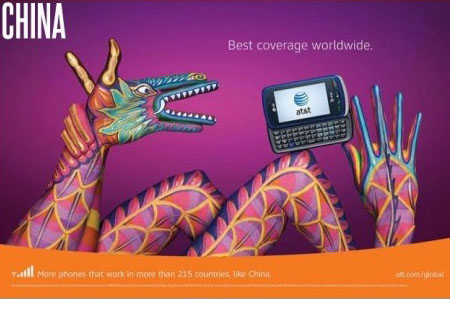 CHINA
Best coverage worldwide.
LG
at&t
More phones that work in more than 215 countries, like China.
att.com/global